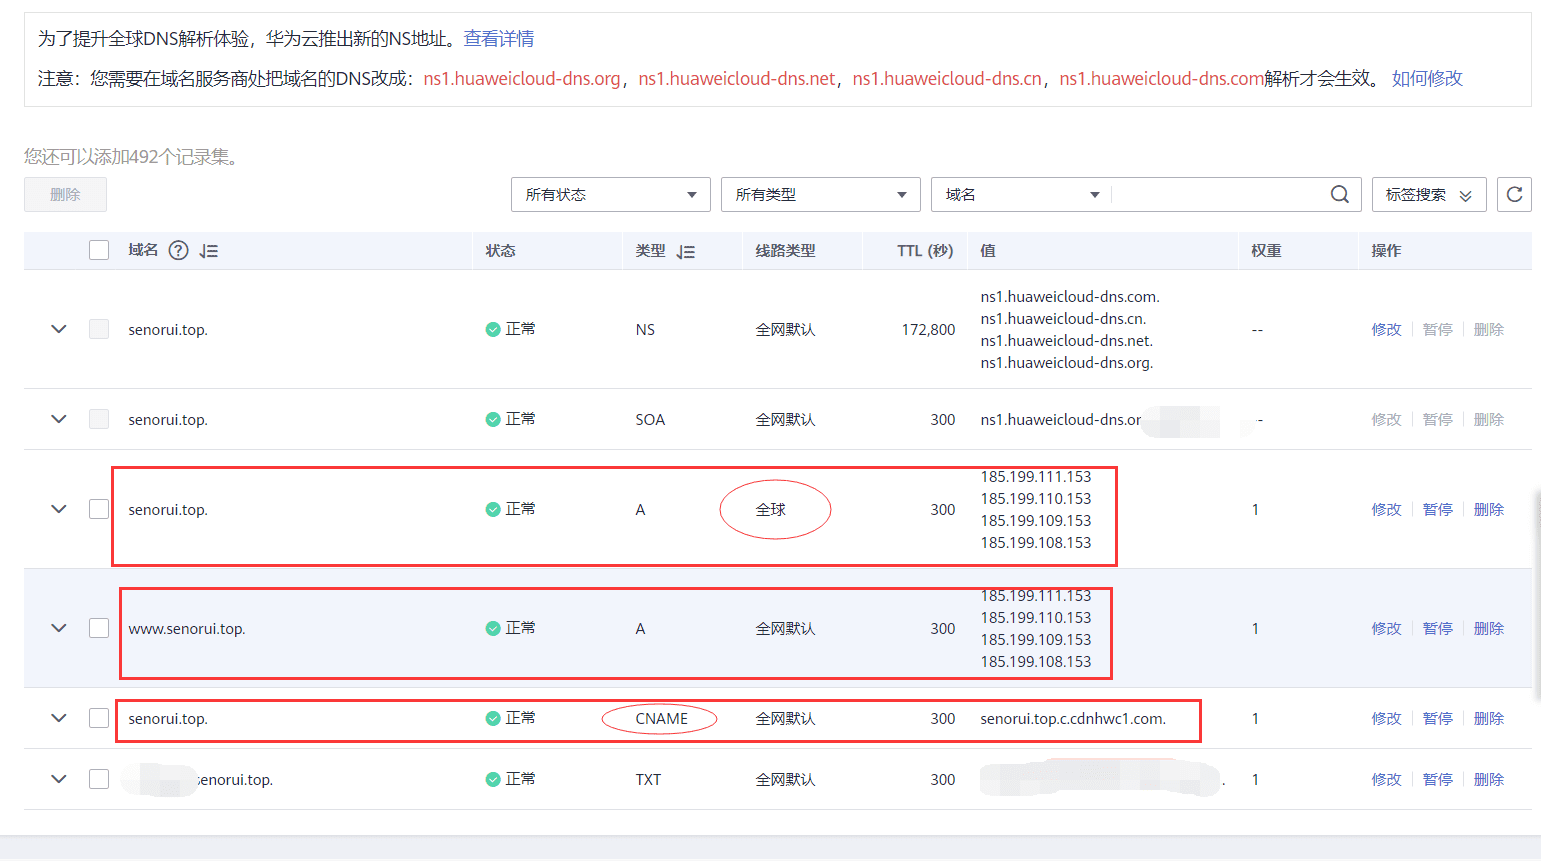 为了提升全球DNS解析体验，华为云推出新的NS地址。查看详情
注意：您需要在域名服务商处把域名的DNS改成：ns1.huaweicloud-dns.org，ns1.huaweicloud-dns.net，ns1.huaweicloud-dns.cn，ns1.huaweicloud-dns.com解析才会生效。 如何修改
您还可以添加492个记录集。
删除 所有状态 所有类型 域名 标签搜索
域名 状态 类型 线路类型 TTL (秒) 值 权重 操作
senorui.top. 正常 NS 全网默认 172,800 ns1.huaweicloud-dns.com. -- 修改 暂停 删除
ns1.huaweicloud-dns.cn.
ns1.huaweicloud-dns.net.
ns1.huaweicloud-dns.org.
senorui.top. 正常 SOA 全网默认 300 ns1.huaweicloud-dns.or -- 修改 暂停 删除
senorui.top. 正常 A 全球 300 185.199.111.153 1 修改 暂停 删除
185.199.110.153
185.199.109.153
185.199.108.153
www.senorui.top. 正常 A 全网默认 300 185.199.111.153 1 修改 暂停 删除
185.199.110.153
185.199.109.153
185.199.108.153
senorui.top. 正常 CNAME 全网默认 300 senorui.top.c.cdnhwc1.com. 1 修改 暂停 删除
senorui.top. 正常 TXT 全网默认 300 . 1 修改 暂停 删除